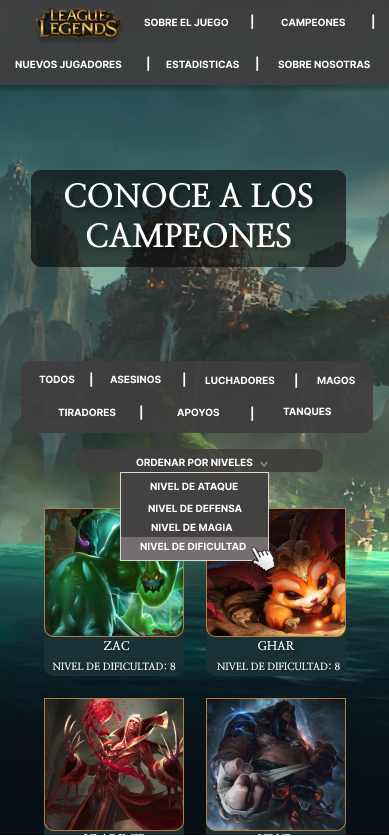 LEAGUE OF LEGENDS
SOBRE EL JUEGO | CAMPEONES |
NUEVOS JUGADORES | ESTADISTICAS | SOBRE NOSOTRAS
CONOCE A LOS
CAMPEONES
TODOS | ASESINOS | LUCHADORES | MAGOS
TIRADORES | APOYOS | TANQUES
ORDENAR POR NIVELES
NIVEL DE ATAQUE
NIVEL DE DEFENSA
NIVEL DE MAGIA
NIVEL DE DIFICULTAD
ZAC GHAR
NIVEL DE DIFICULTAD: 8 NIVEL DE DIFICULTAD: 8